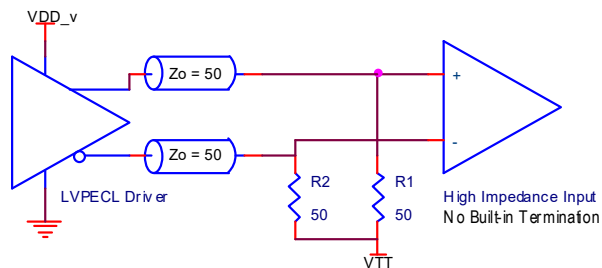 VDD_v
Zo = 50
+
Zo = 50
-
R2
50
R1
50
LVPECL Driver
High Impedance Input
No Built-in Termination
VTT